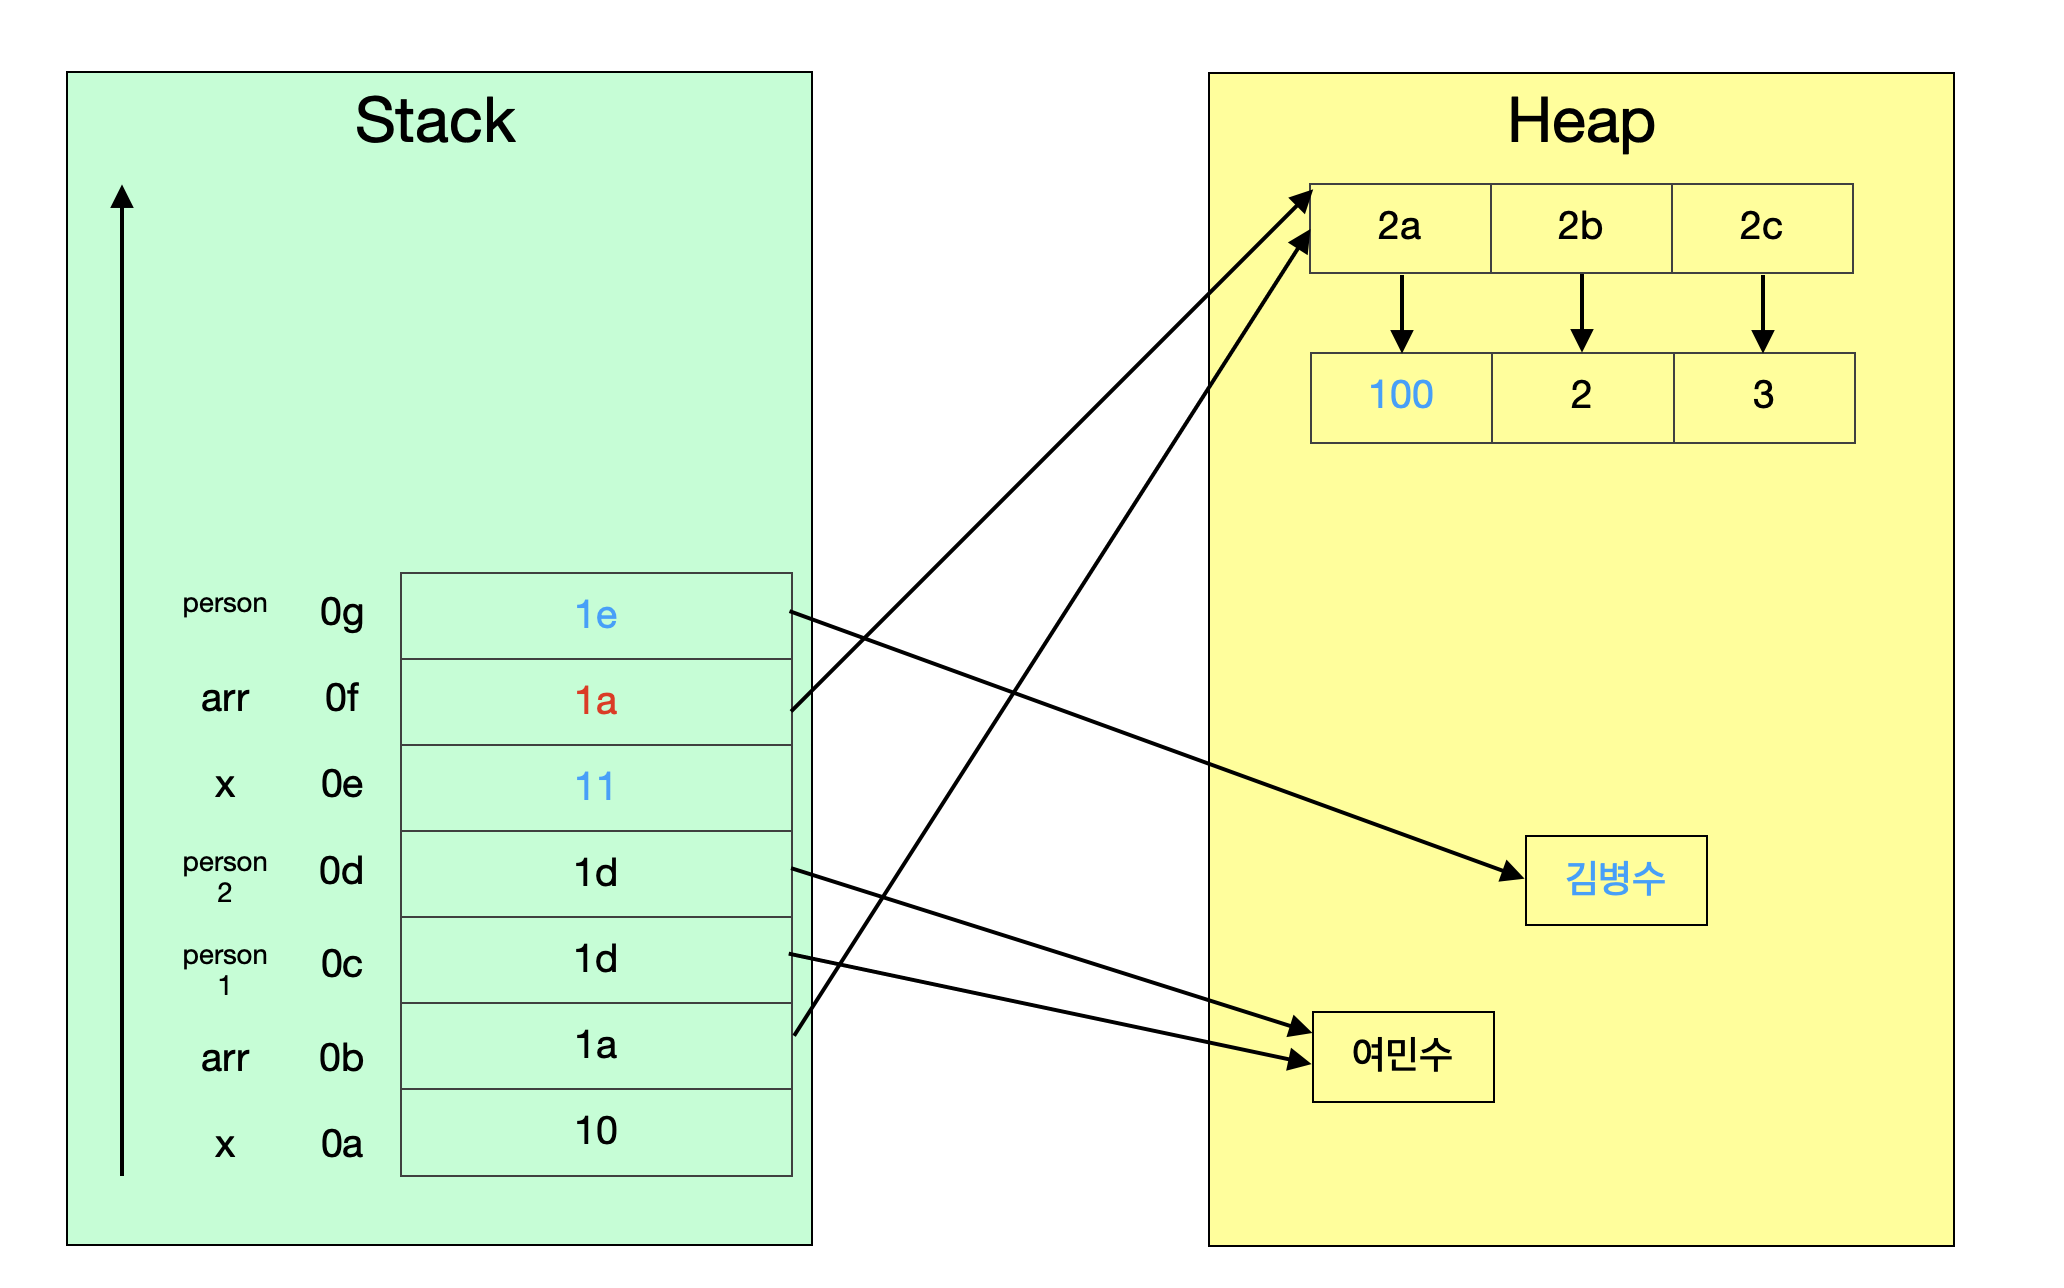 Stack
Heap
2a 2b 2c
100 2 3
person 0g 1e
arr 0f 1a
x 0e 11
person
2
0d 1d
person
1
0c 1d
arr 0b 1a
x 0a 10
김병수
여민수